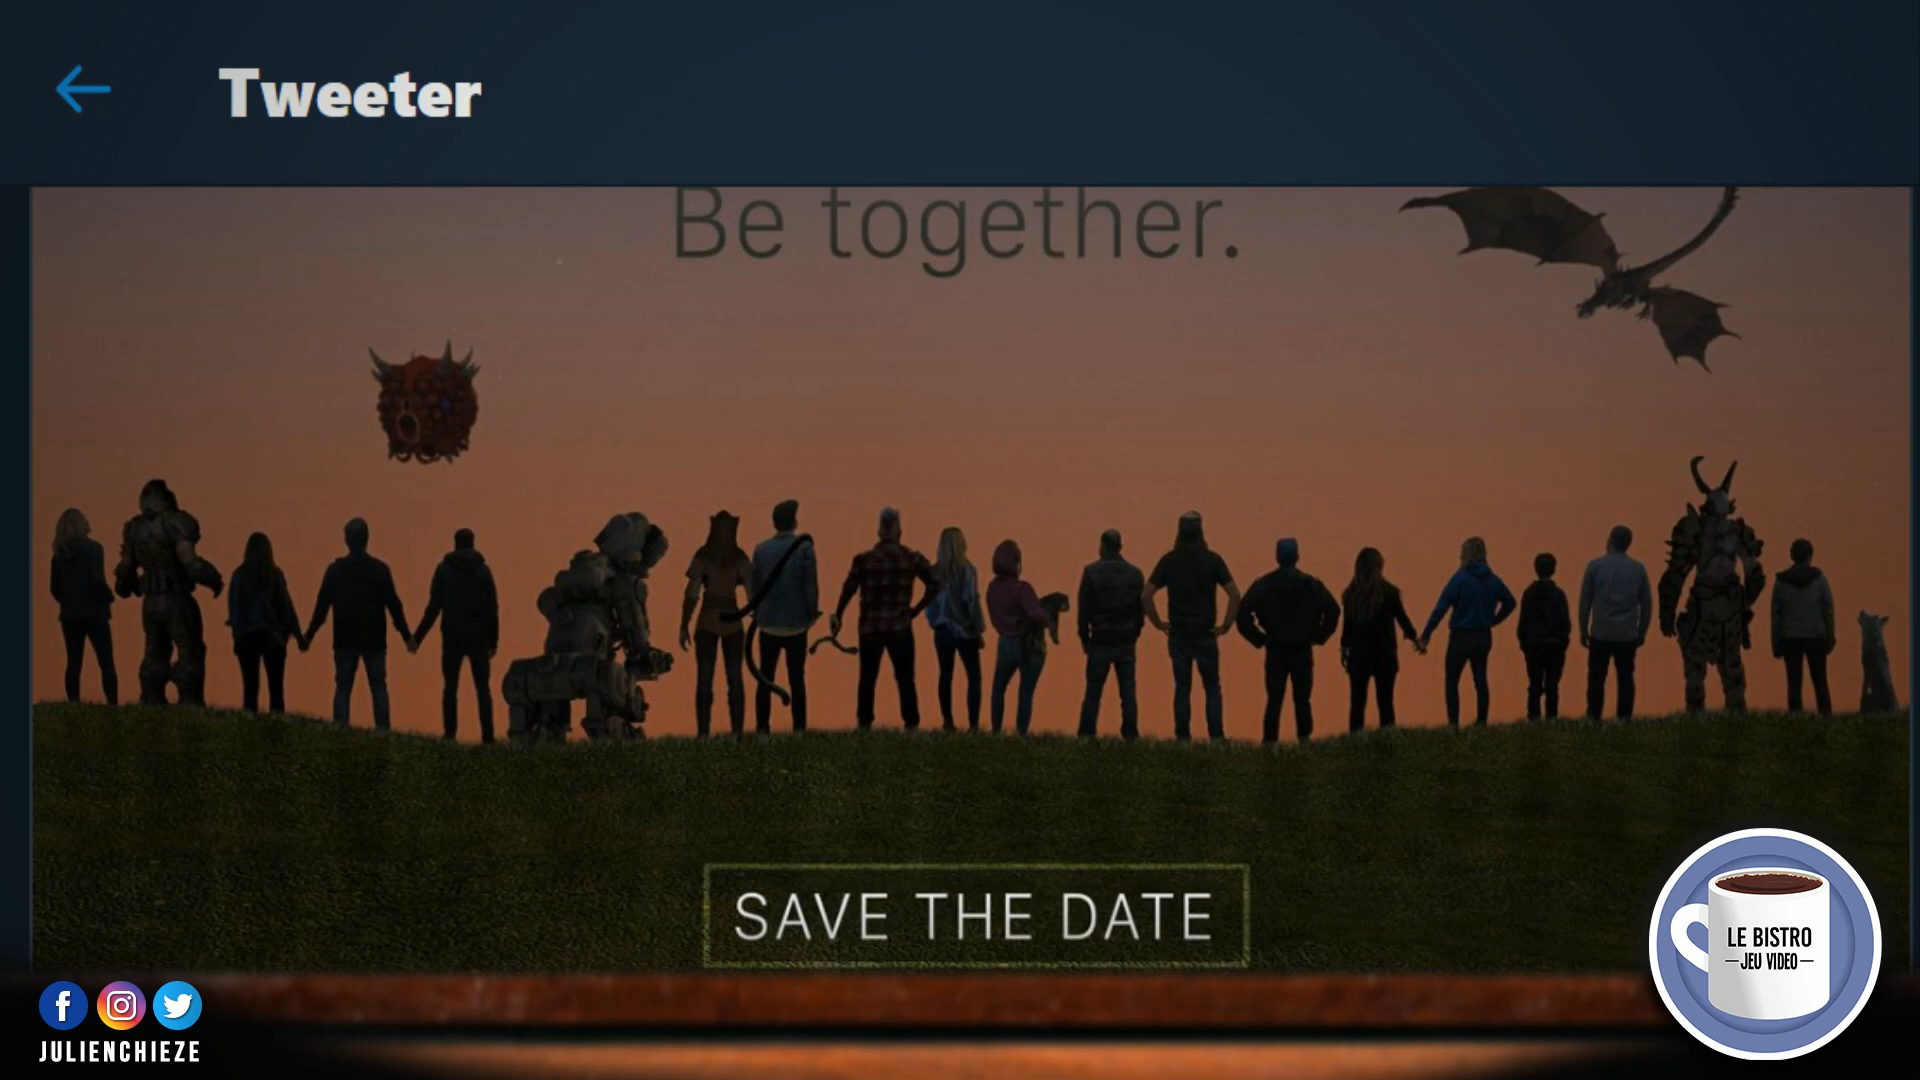 Tweeter
Be together.
SAVE THE DATE
LE BISTRO
JEU VIDEO
JULIENCHIEZE